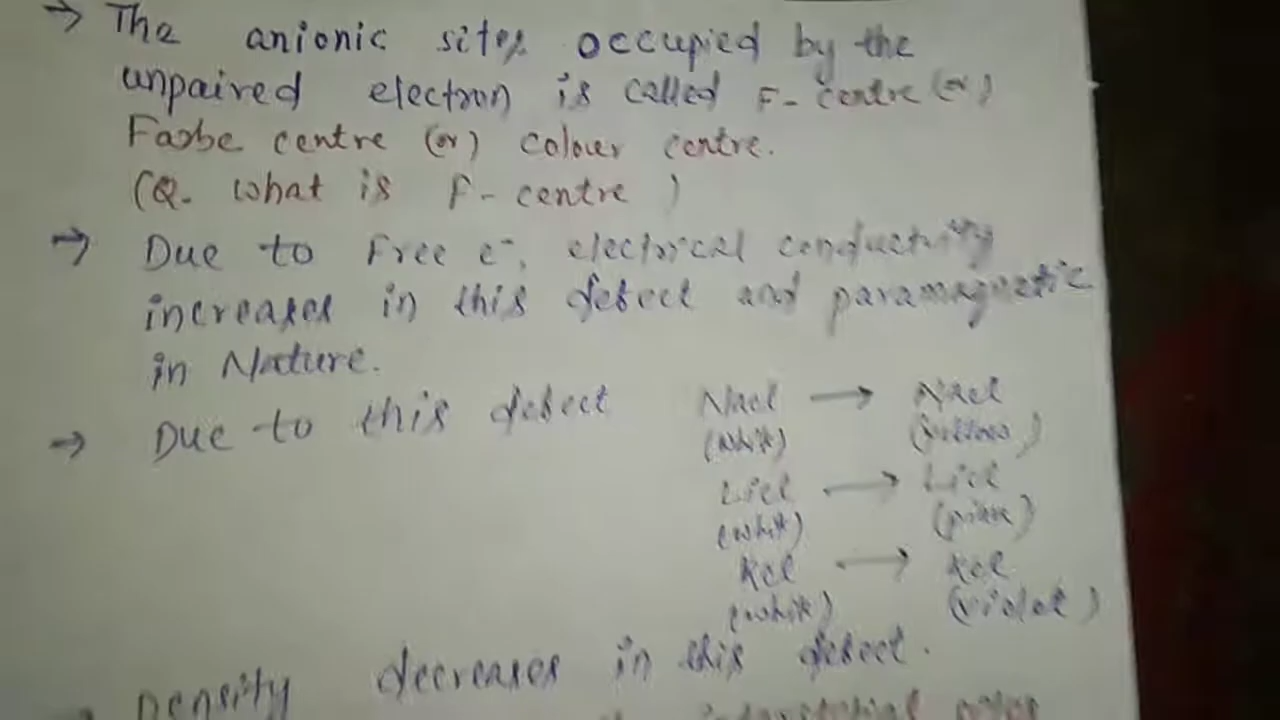 → The anionic sites occupied by the
unpaired electron is called F-centre (or)
Farbe centre (or) colour centre.
(Q. What is F-centre )
→ Due to Free e⁻, electrical conductivity
increases in this defect and paramagnetic
in Nature.
→ Due to this defect NaCl → NaCl
(white) (yellow)
LiCl → LiCl
(white) (pink)
KCl → KCl
(white) (violet)
Density decreases in this defect.
interstitial